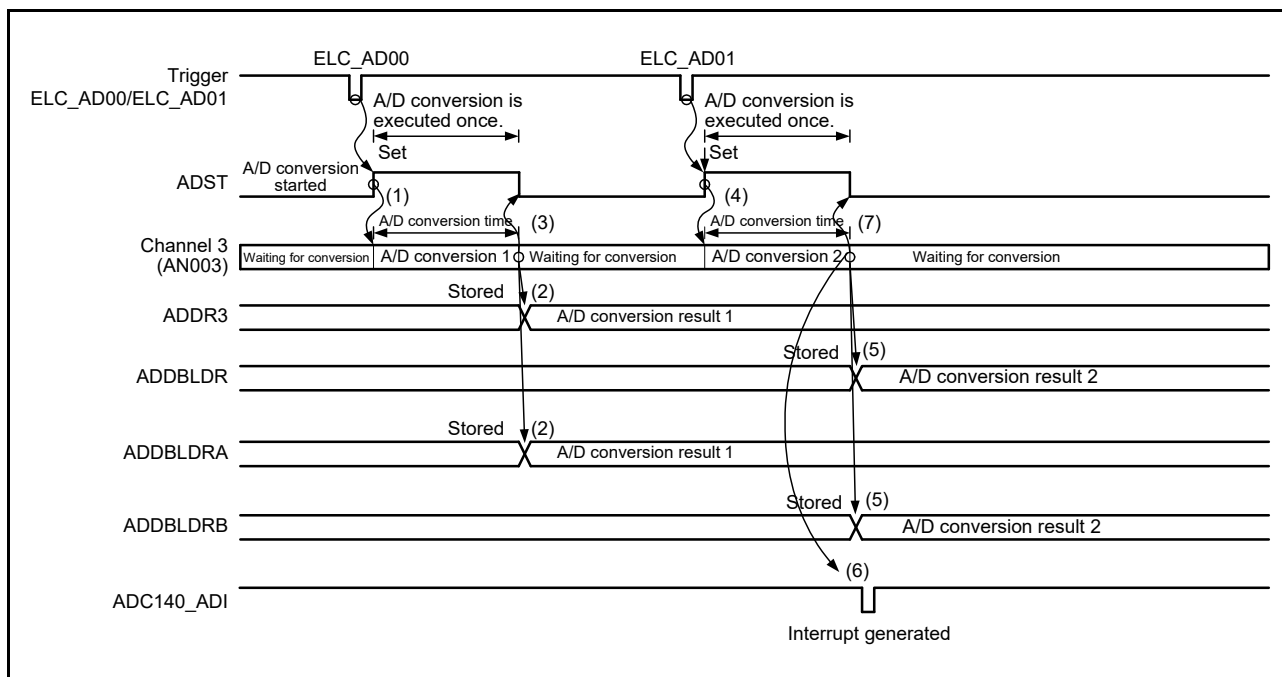 ELC_AD00
ELC_AD01
Trigger
ELC_AD00/ELC_AD01
A/D conversion is
executed once.
A/D conversion is
executed once.
Set
Set
A/D conversion
started
ADST
(1)
(4)
A/D conversion time
(3)
A/D conversion time
(7)
Channel 3
(AN003)
Waiting for conversion
A/D conversion 1
Waiting for conversion
A/D conversion 2
Waiting for conversion
Stored
(2)
ADDR3
A/D conversion result 1
Stored
(5)
ADDBLDR
A/D conversion result 2
Stored
(2)
ADDBLDRA
A/D conversion result 1
Stored
(5)
ADDBLDRB
A/D conversion result 2
(6)
ADC140_ADI
Interrupt generated